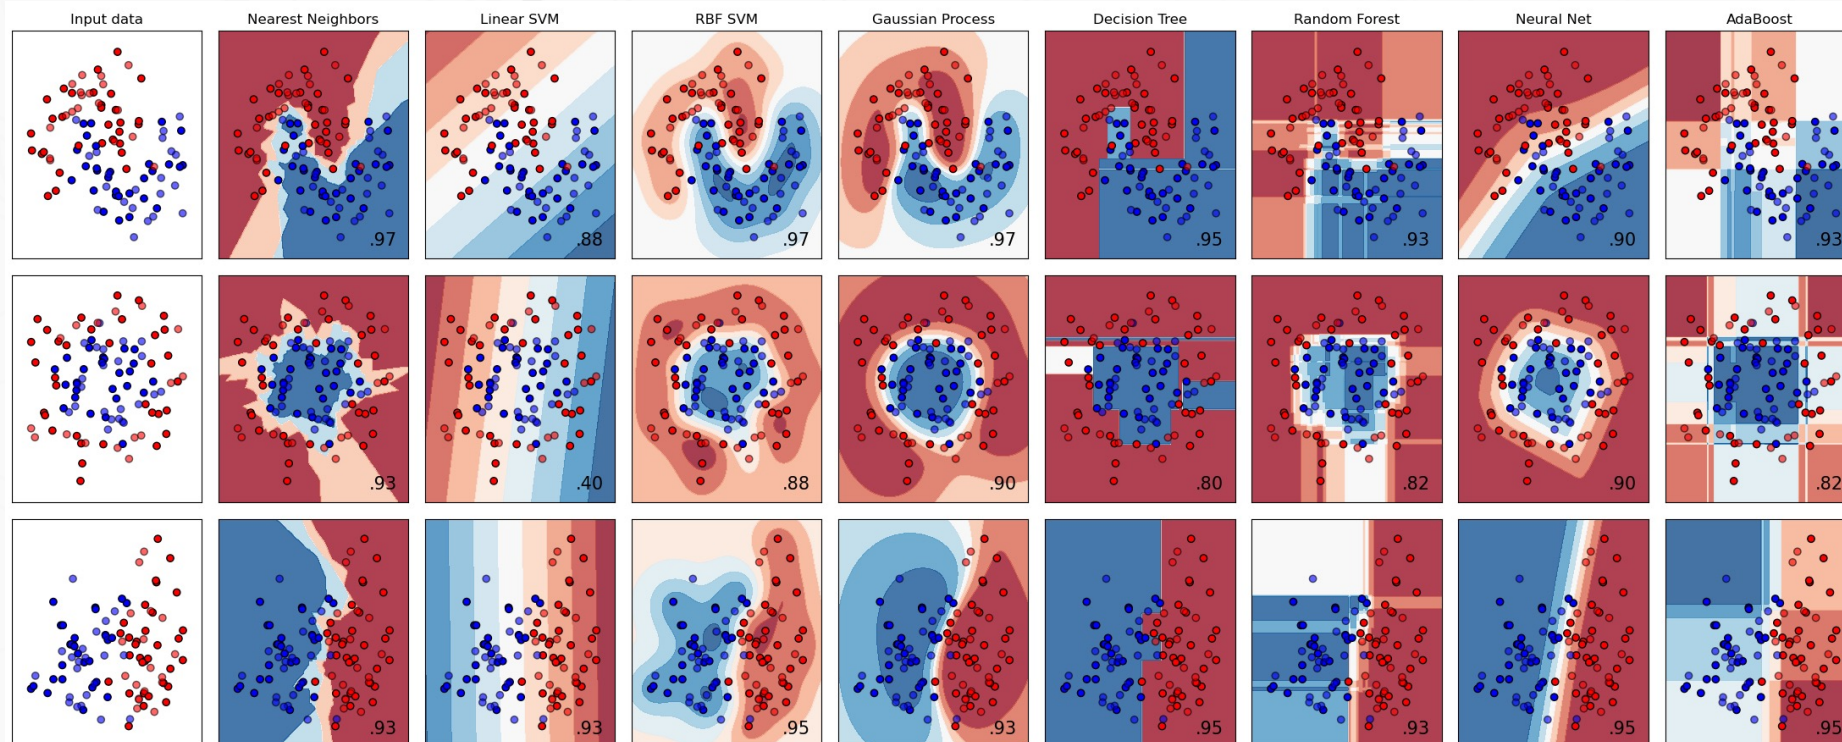 Input data Nearest Neighbors Linear SVM RBF SVM Gaussian Process Decision Tree Random Forest Neural Net AdaBoost
.97 .88 .97 .97 .95 .93 .90 .93
.93 .40 .88 .90 .80 .82 .90 .82
.93 .93 .95 .93 .95 .93 .95 .95